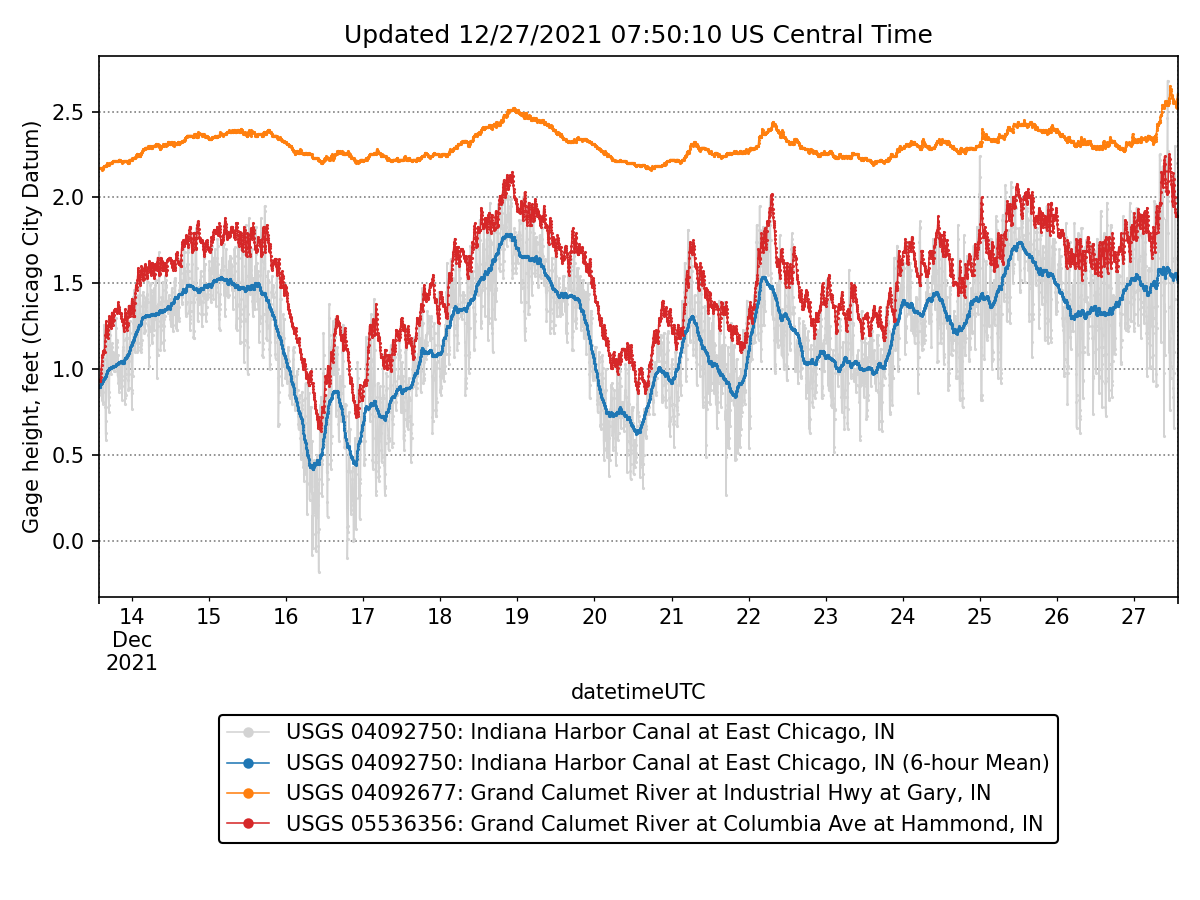 Updated 12/27/2021 07:50:10 US Central Time
Gage height, feet (Chicago City Datum)
2.5
2.0
1.5
1.0
0.5
0.0
14 15 16 17 18 19 20 21 22 23 24 25 26 27
Dec
2021
datetimeUTC
USGS 04092750: Indiana Harbor Canal at East Chicago, IN
USGS 04092750: Indiana Harbor Canal at East Chicago, IN (6-hour Mean)
USGS 04092677: Grand Calumet River at Industrial Hwy at Gary, IN
USGS 05536356: Grand Calumet River at Columbia Ave at Hammond, IN